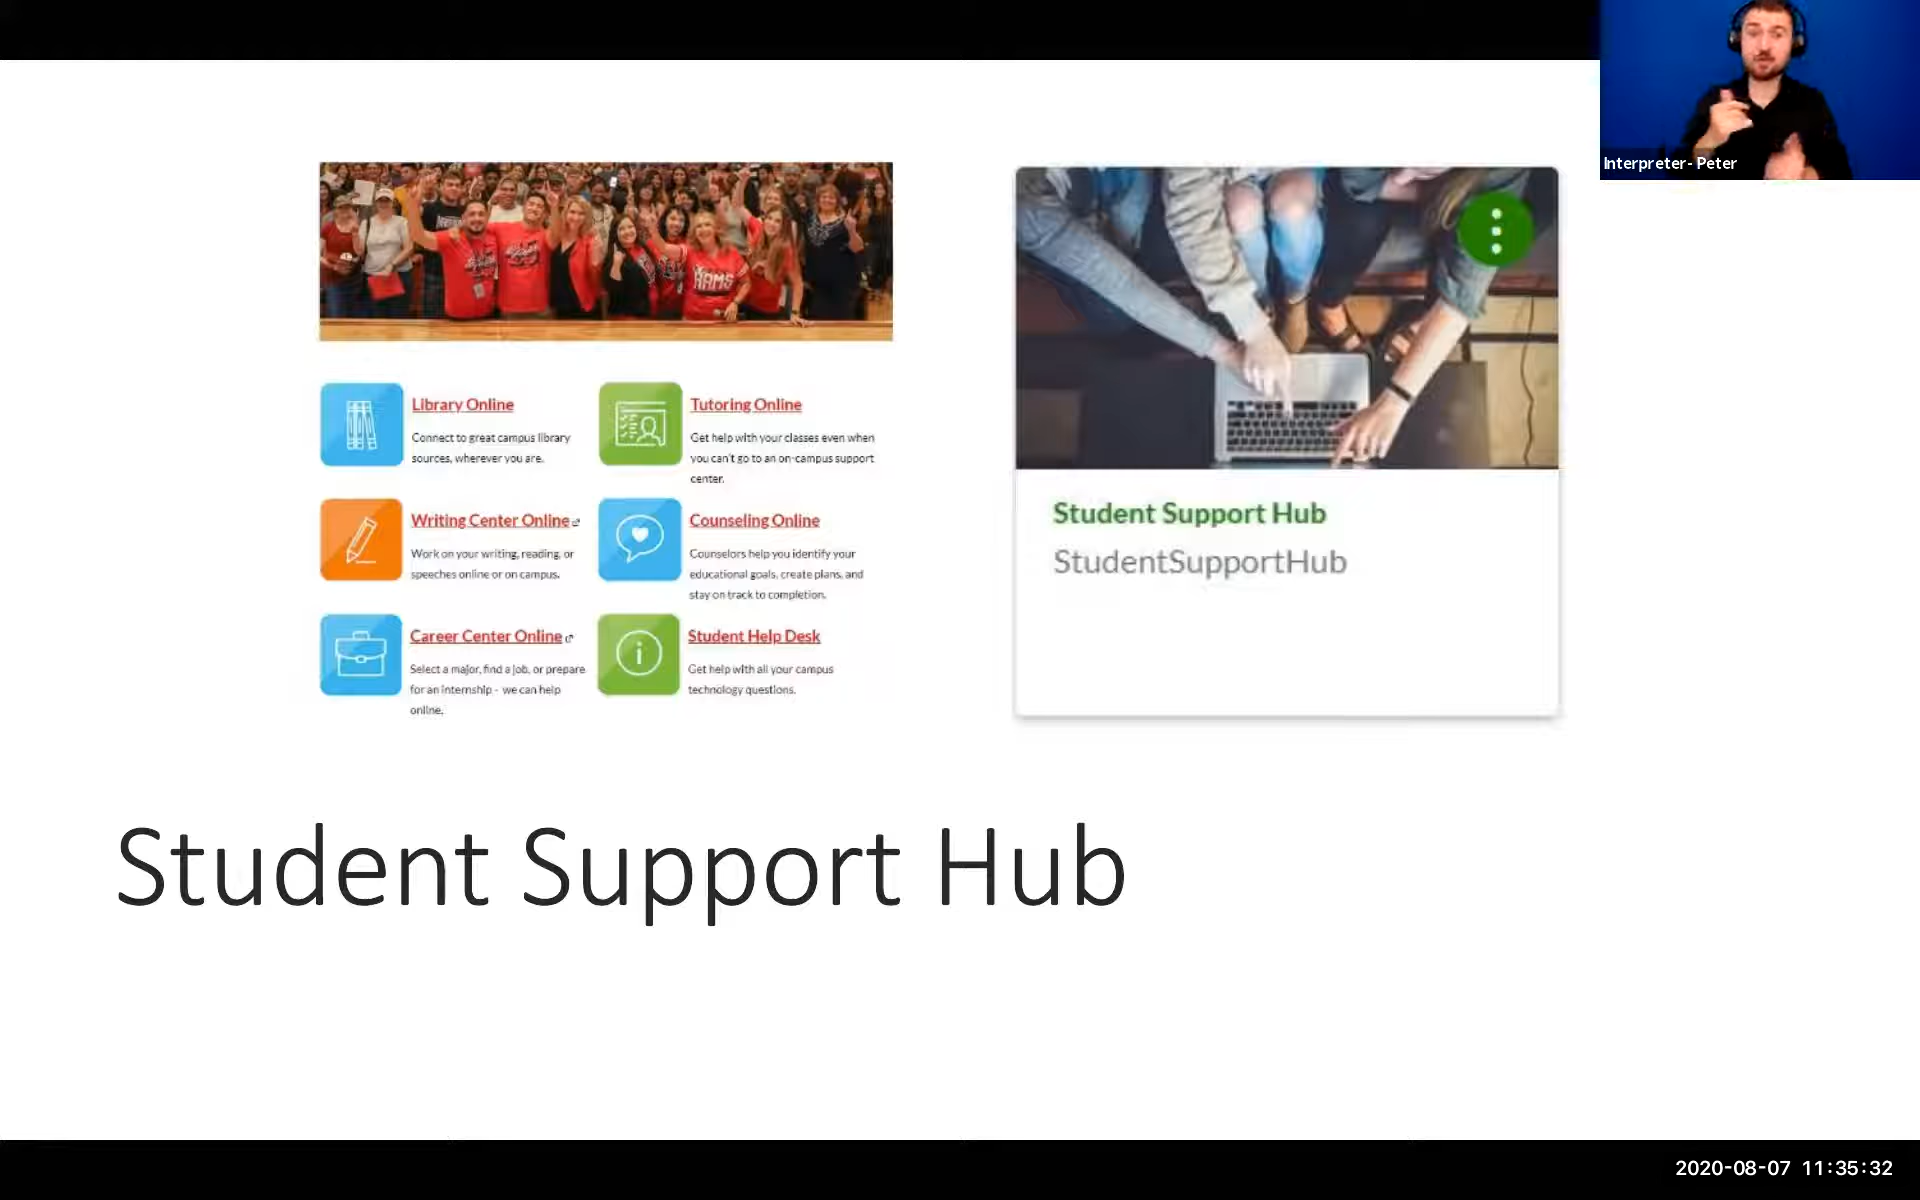 Interpreter- Peter
RAMS
Library Online
Connect to great campus library
sources, wherever you are.
Tutoring Online
Get help with your classes even when
you can't go to an on-campus support
center.
Writing Center Online
Work on your writing, reading, or
speeches online or on campus.
Counseling Online
Counselors help you identify your
educational goals, create plans, and
stay on track to completion.
Career Center Online
Select a major, find a job, or prepare
for an internship - we can help
online.
Student Help Desk
Get help with all your campus
technology questions.
Student Support Hub
StudentSupportHub
Student Support Hub
2020-08-07 11:35:32